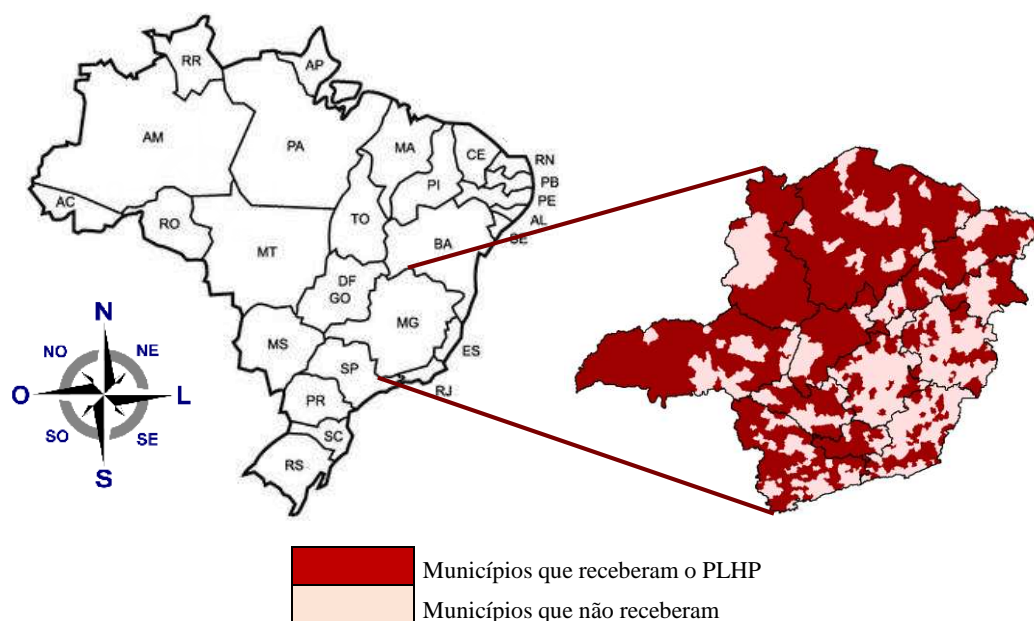 RR
AP
AM
PA
MA
CE
RN
PB
PE
AL
SE
PI
AC
RO
TO
BA
MT
DF
GO
MG
MS
ES
SP
RJ
PR
SC
RS
N
NO
NE
O
L
SO
SE
S
Municípios que receberam o PLHP
Municípios que não receberam